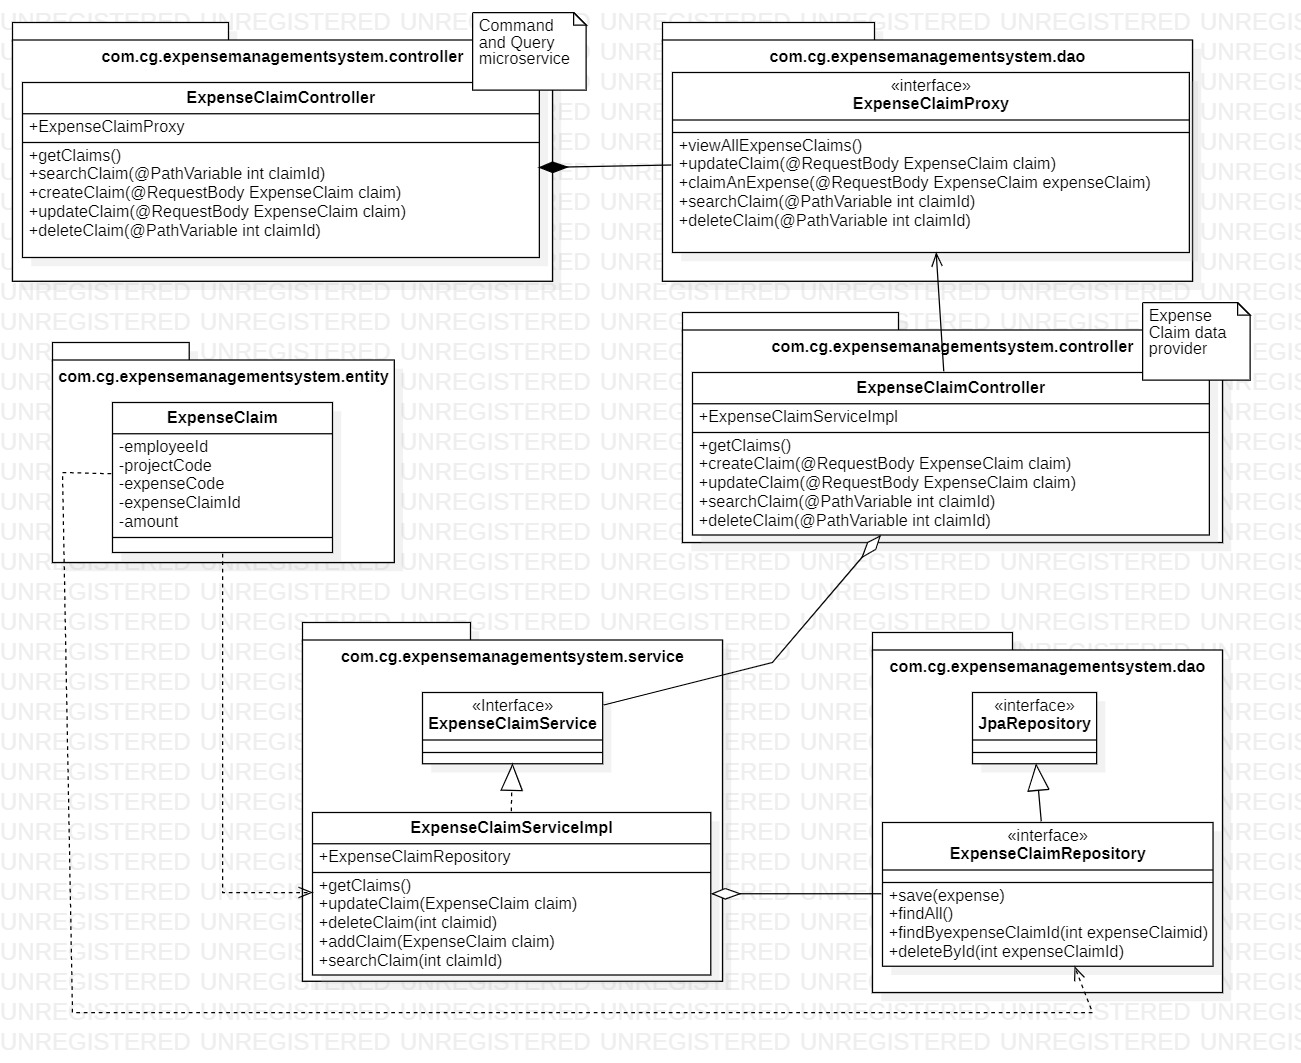 com.cg.expensemanagementsystem.controller
Command
and Query
microservice
ExpenseClaimController
+ExpenseClaimProxy
+getClaims()
+searchClaim(@PathVariable int claimId)
+createClaim(@RequestBody ExpenseClaim claim)
+updateClaim(@RequestBody ExpenseClaim claim)
+deleteClaim(@PathVariable int claimId)
com.cg.expensemanagementsystem.dao
«interface»
ExpenseClaimProxy
+viewAllExpenseClaims()
+updateClaim(@RequestBody ExpenseClaim claim)
+claimAnExpense(@RequestBody ExpenseClaim expenseClaim)
+searchClaim(@PathVariable int claimId)
+deleteClaim(@PathVariable int claimId)
com.cg.expensemanagementsystem.controller
Expense
Claim data
provider
ExpenseClaimController
+ExpenseClaimServiceImpl
+getClaims()
+createClaim(@RequestBody ExpenseClaim claim)
+updateClaim(@RequestBody ExpenseClaim claim)
+searchClaim(@PathVariable int claimId)
+deleteClaim(@PathVariable int claimId)
com.cg.expensemanagementsystem.entity
ExpenseClaim
-employeeId
-projectCode
-expenseCode
-expenseClaimId
-amount
com.cg.expensemanagementsystem.service
«Interface»
ExpenseClaimService
ExpenseClaimServiceImpl
+ExpenseClaimRepository
+getClaims()
+updateClaim(ExpenseClaim claim)
+deleteClaim(int claimid)
+addClaim(ExpenseClaim claim)
+searchClaim(int claimId)
com.cg.expensemanagementsystem.dao
«interface»
JpaRepository
«interface»
ExpenseClaimRepository
+save(expense)
+findAll()
+findByexpenseClaimId(int expenseClaimid)
+deleteById(int expenseClaimId)
UNREGISTERED